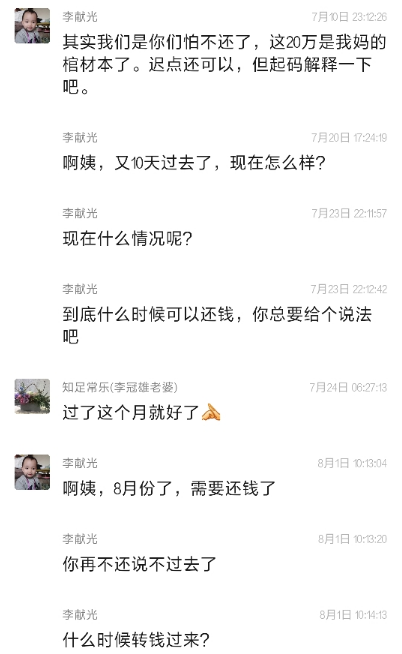 李献光
7月10日 23:12:26
其实我们是你们怕不还了，这20万是我妈的
棺材本了。迟点还可以，但起码解释一下
吧。
李献光
7月20日 17:24:19
啊姨，又10天过去了，现在怎么样？
李献光
7月23日 22:11:57
现在什么情况呢？
李献光
7月23日 22:12:42
到底什么时候可以还钱，你总要给个说法
吧
知足常乐(李冠雄老婆)
7月24日 06:27:13
过了这个月就好了🙏
李献光
8月1日 10:13:04
啊姨，8月份了，需要还钱了
李献光
8月1日 10:13:20
你再不还说不过去了
李献光
8月1日 10:14:13
什么时候转钱过来？